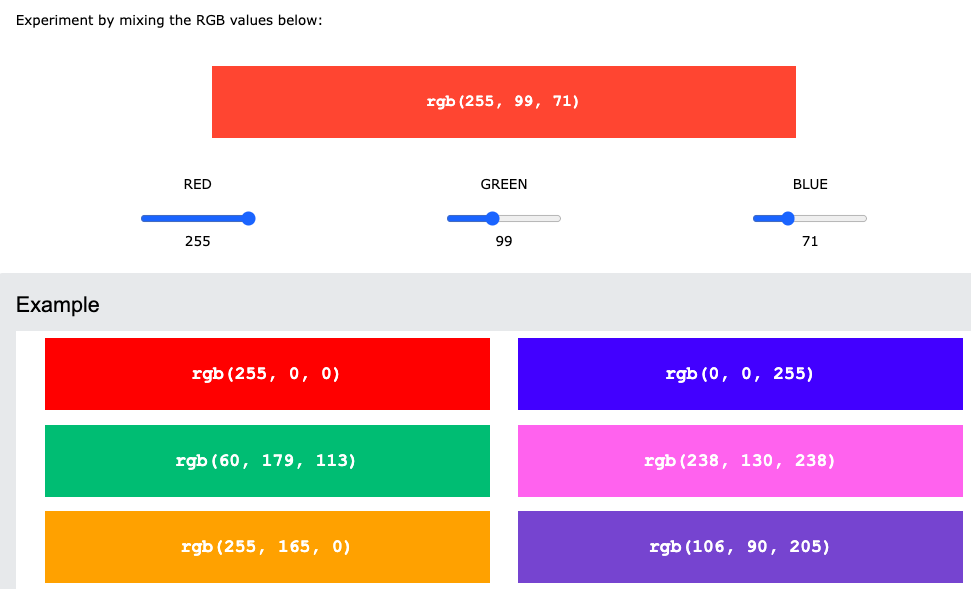 Experiment by mixing the RGB values below:
rgb(255, 99, 71)
RED GREEN BLUE
255 99 71
Example
rgb(255, 0, 0) rgb(0, 0, 255)
rgb(60, 179, 113) rgb(238, 130, 238)
rgb(255, 165, 0) rgb(106, 90, 205)